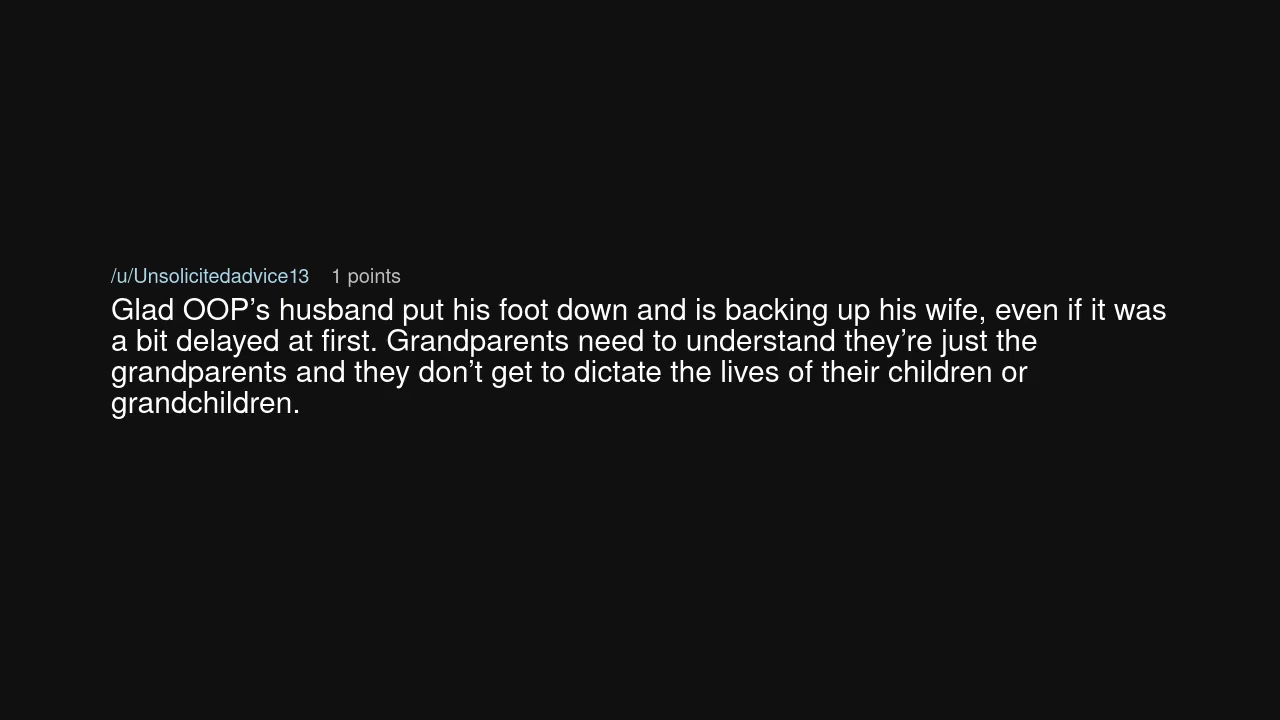 /u/Unsolicitedadvice13 1 points
Glad OOP’s husband put his foot down and is backing up his wife, even if it was
a bit delayed at first. Grandparents need to understand they’re just the
grandparents and they don’t get to dictate the lives of their children or
grandchildren.